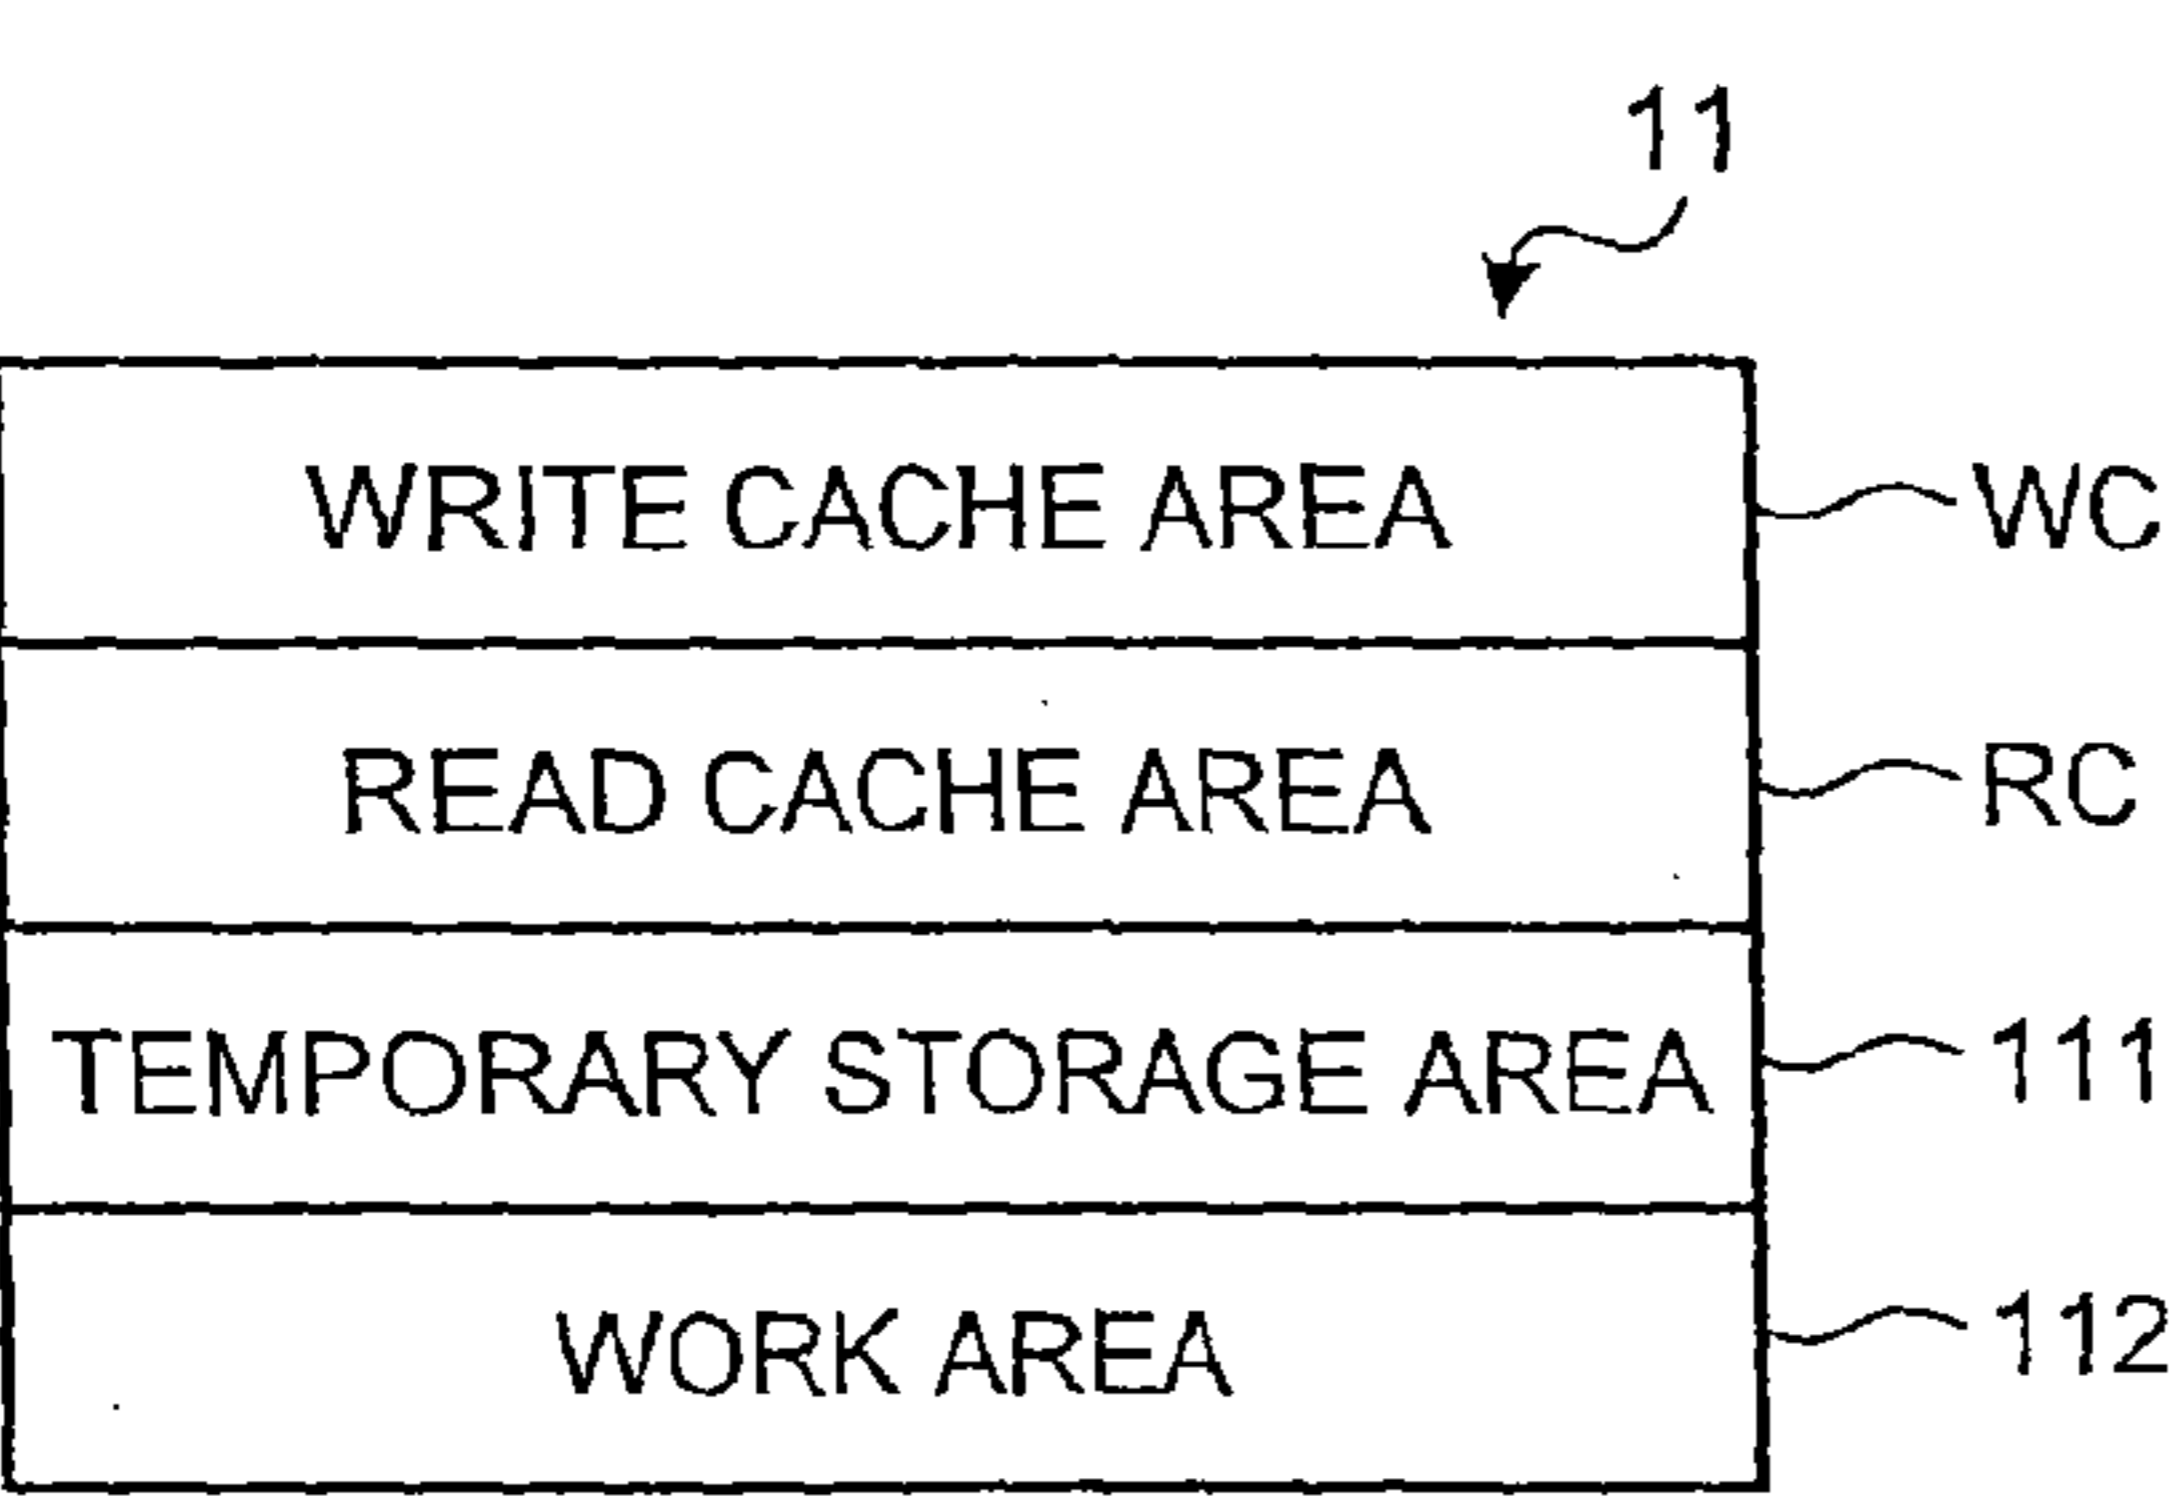 11
WRITE CACHE AREA WC
READ CACHE AREA RC
TEMPORARY STORAGE AREA 111
WORK AREA 112